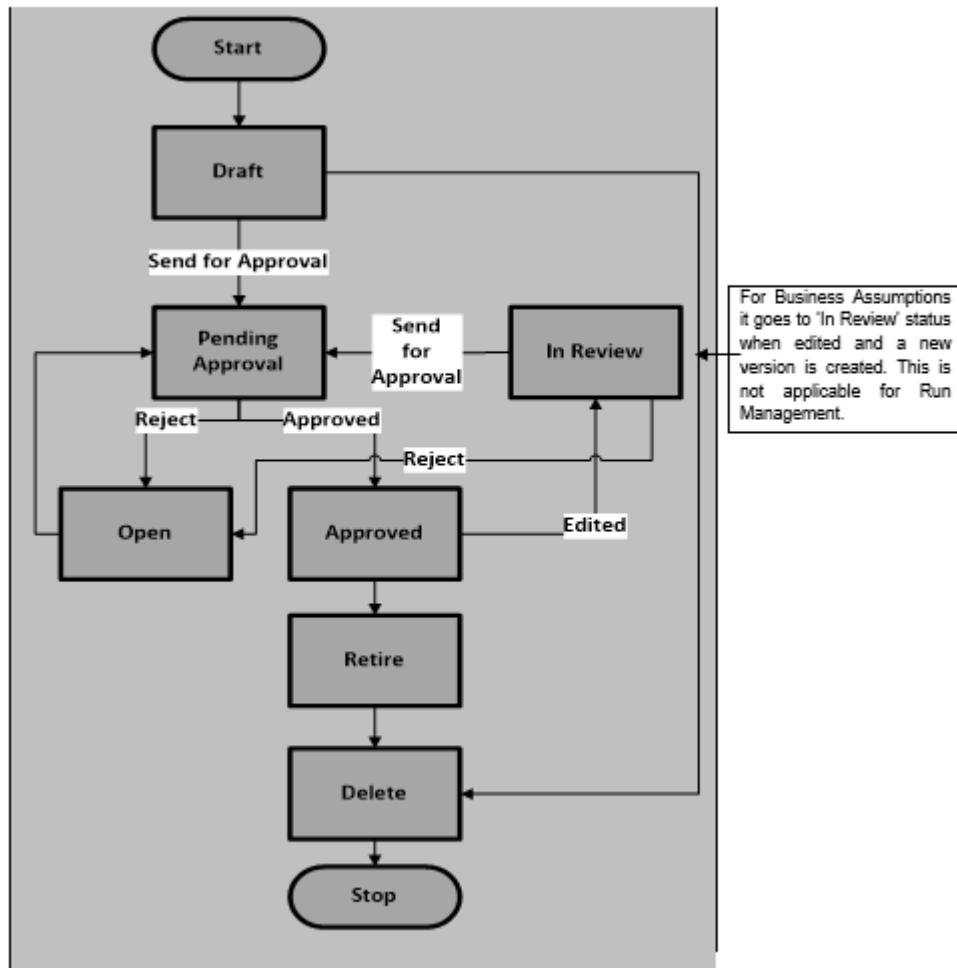 Start
Draft
Send for Approval
Pending
Approval
Send
for
Approval
In Review
For Business Assumptions
it goes to 'In Review' status
when edited and a new
version is created. This is
not applicable for Run
Management.
Reject
Approved
Reject
Open
Approved
Edited
Retire
Delete
Stop